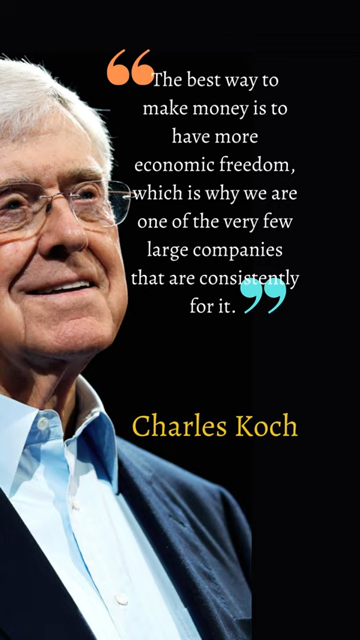 The best way to
make money is to
have more
economic freedom,
which is why we are
one of the very few
large companies
that are consistently
for it.
Charles Koch